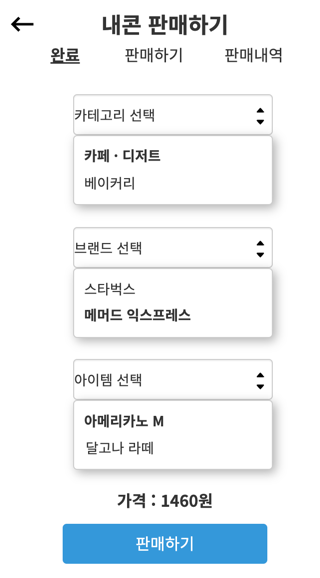 내콘 판매하기
완료 판매하기 판매내역
카테고리 선택
카페 · 디저트
베이커리
브랜드 선택
스타벅스
메머드 익스프레스
아이템 선택
아메리카노 M
달고나 라떼
가격 : 1460원
판매하기